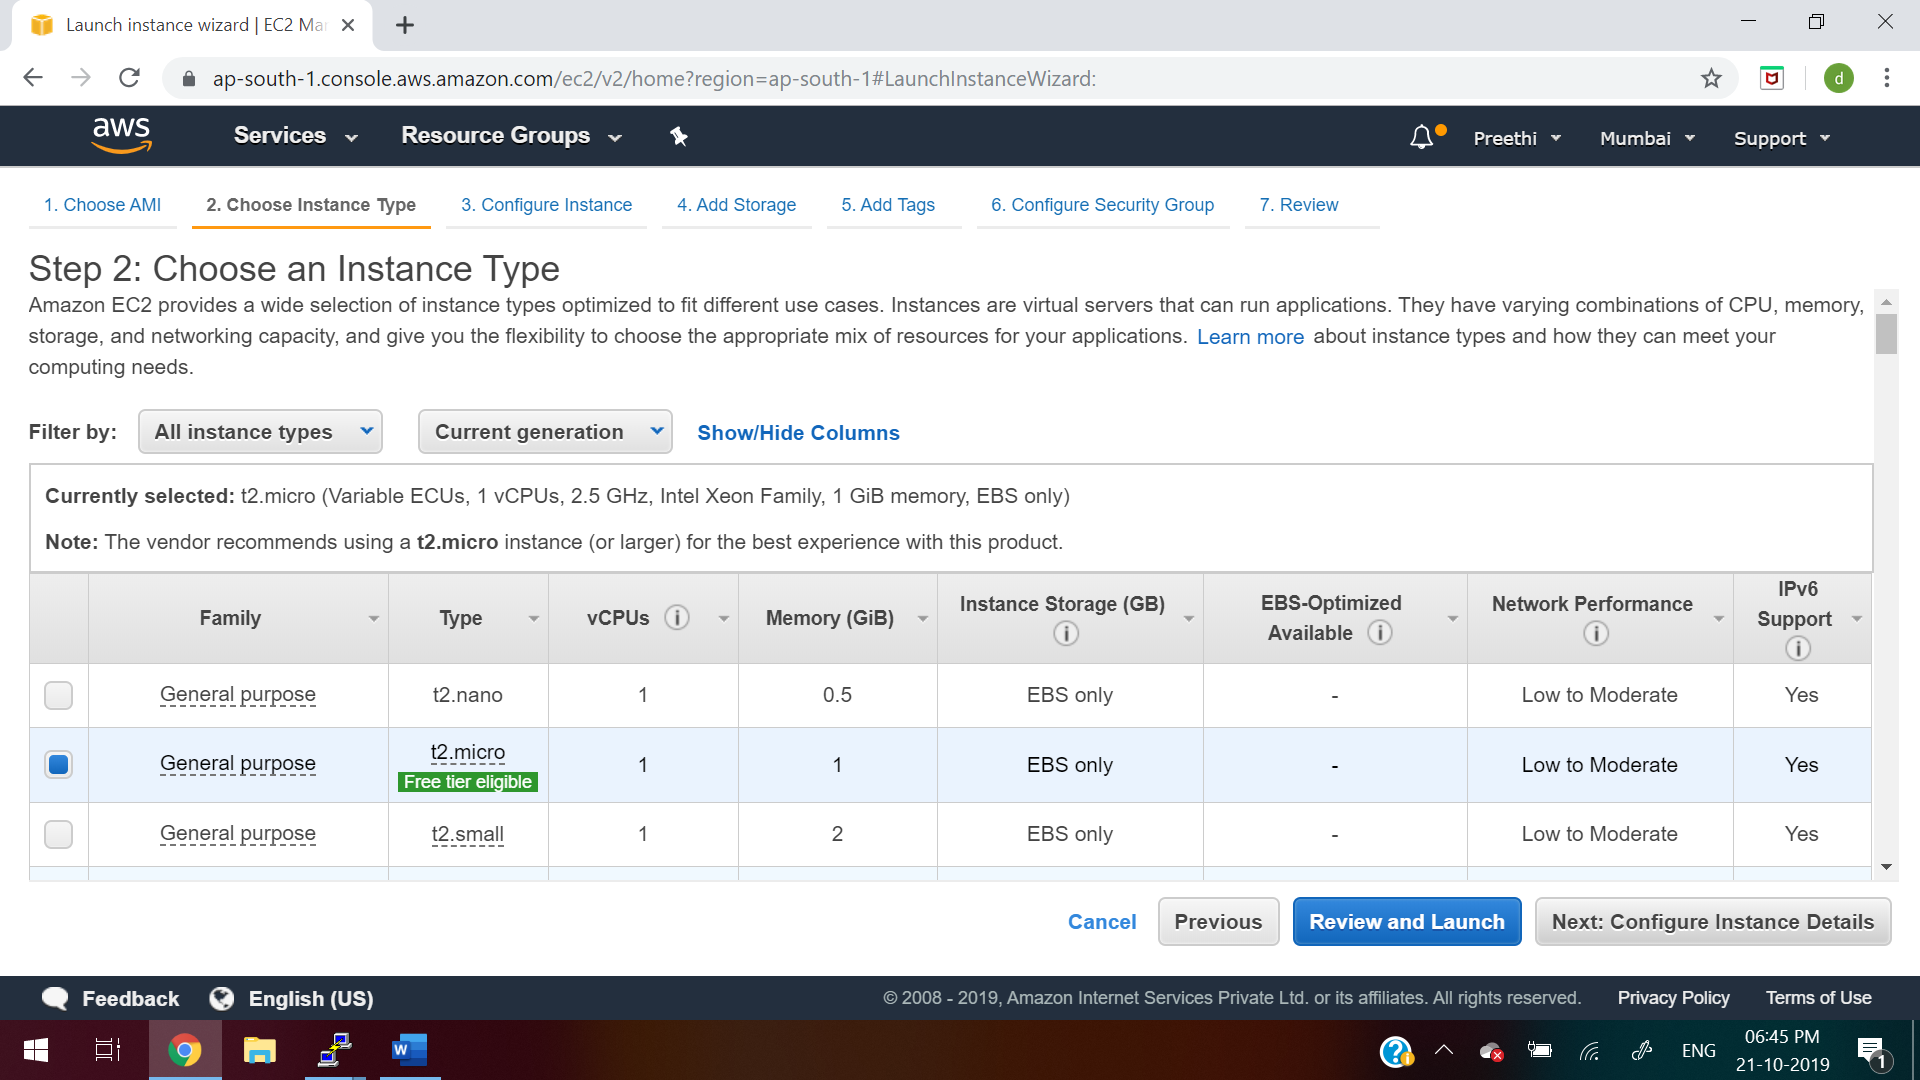 Launch instance wizard | EC2 Ma
ap-south-1.console.aws.amazon.com/ec2/v2/home?region=ap-south-1#LaunchInstanceWizard:
d
aws Services Resource Groups Preethi Mumbai Support
1. Choose AMI 2. Choose Instance Type 3. Configure Instance 4. Add Storage 5. Add Tags 6. Configure Security Group 7. Review
Step 2: Choose an Instance Type
Amazon EC2 provides a wide selection of instance types optimized to fit different use cases. Instances are virtual servers that can run applications. They have varying combinations of CPU, memory,
storage, and networking capacity, and give you the flexibility to choose the appropriate mix of resources for your applications. Learn more about instance types and how they can meet your
computing needs.
Filter by: All instance types Current generation Show/Hide Columns
Currently selected: t2.micro (Variable ECUs, 1 vCPUs, 2.5 GHz, Intel Xeon Family, 1 GiB memory, EBS only)
Note: The vendor recommends using a t2.micro instance (or larger) for the best experience with this product.
Family Type vCPUs i Memory (GiB) Instance Storage (GB) i EBS-Optimized Available i Network Performance i IPv6 Support i
General purpose t2.nano 1 0.5 EBS only - Low to Moderate Yes
General purpose t2.micro Free tier eligible 1 1 EBS only - Low to Moderate Yes
General purpose t2.small 1 2 EBS only - Low to Moderate Yes
Cancel Previous Review and Launch Next: Configure Instance Details
Feedback English (US) © 2008 - 2019, Amazon Internet Services Private Ltd. or its affiliates. All rights reserved. Privacy Policy Terms of Use
W ? ENG 06:45 PM 1
21-10-2019